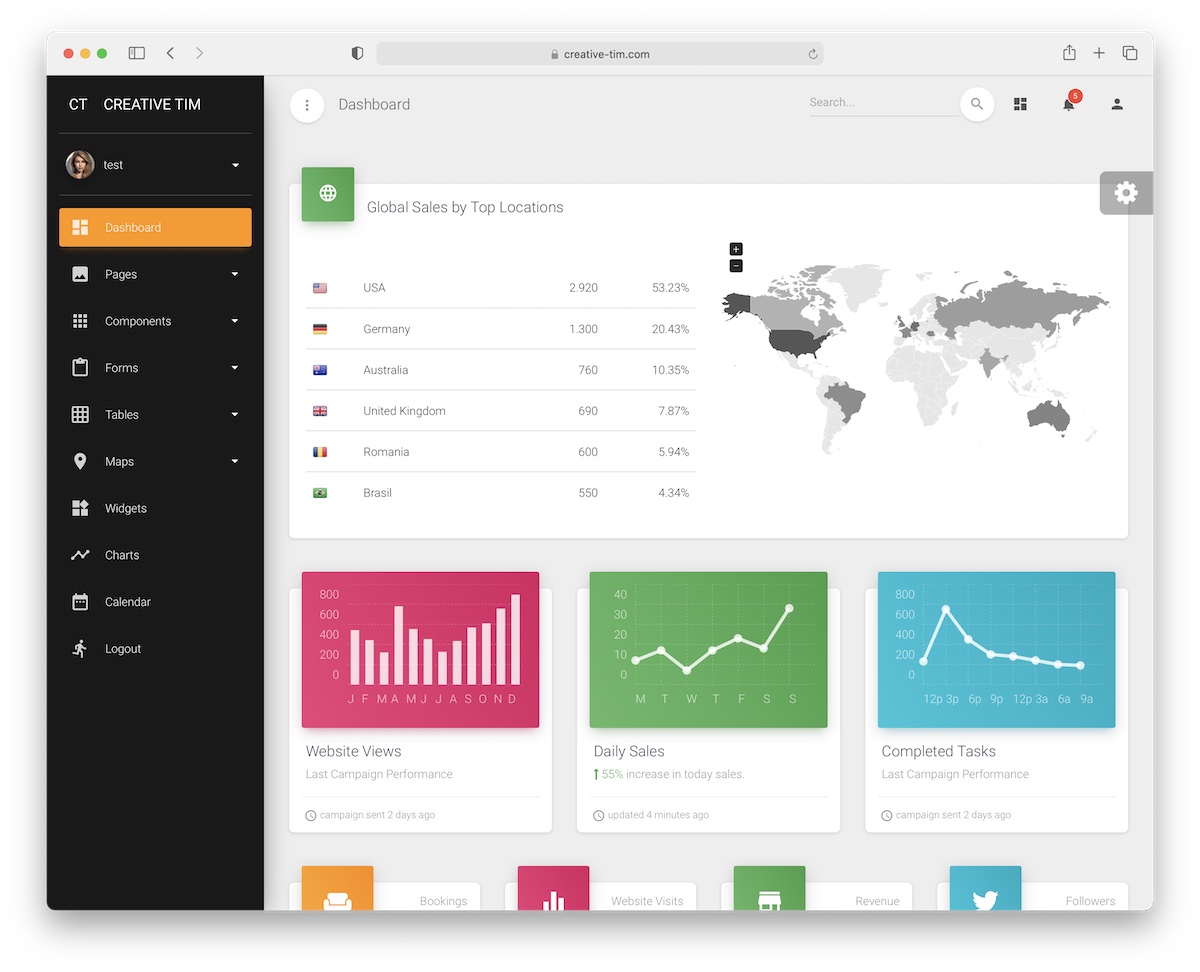 creative-tim.com
CT CREATIVE TIM
Dashboard
Search...
5
test
Dashboard
Pages
Components
Forms
Tables
Maps
Widgets
Charts
Calendar
Logout
Global Sales by Top Locations
+
−
USA 2.920 53.23%
Germany 1.300 20.43%
Australia 760 10.35%
United Kingdom 690 7.87%
Romania 600 5.94%
Brasil 550 4.34%
800
600
400
200
0
J F M A M J J A S O N D
Website Views
Last Campaign Performance
campaign sent 2 days ago
40
30
20
10
0
M T W T F S S
Daily Sales
55% increase in today sales.
updated 4 minutes ago
800
600
400
200
0
12p 3p 6p 9p 12p 3a 6a 9a
Completed Tasks
Last Campaign Performance
campaign sent 2 days ago
Bookings
Website Visits
Revenue
Followers